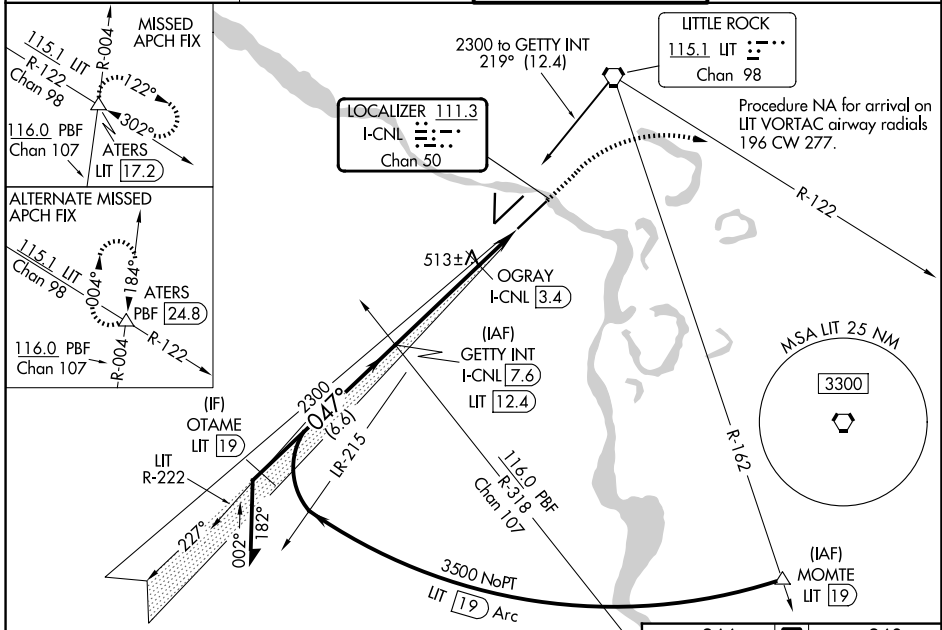 MISSED
APCH FIX
115.1 LIT
R-122
Chan 98
R-004
122°
302°
116.0 PBF
Chan 107
ATERS
LIT 17.2
ALTERNATE MISSED
APCH FIX
115.1 LIT
Chan 98
004°
184°
ATERS
PBF 24.8
116.0 PBF
Chan 107
R-004
R-122
2300 to GETTY INT
219° (12.4)
LITTLE ROCK
115.1 LIT
Chan 98
LOCALIZER 111.3
I-CNL
Chan 50
Procedure NA for arrival on
LIT VORTAC airway radials
196 CW 277.
R-122
513±
OGRAY
I-CNL 3.4
(IAF)
GETTY INT
I-CNL 7.6
LIT 12.4
MSA LIT 25 NM
3300
2300
047°
(6.6)
(IF)
OTAME
LIT 19
LIT
R-222
LR-215
227°
002°
182°
116.0 PBF
R-318
Chan 107
R-162
3500 NoPT
LIT 19 Arc
(IAF)
MOMTE
LIT 19